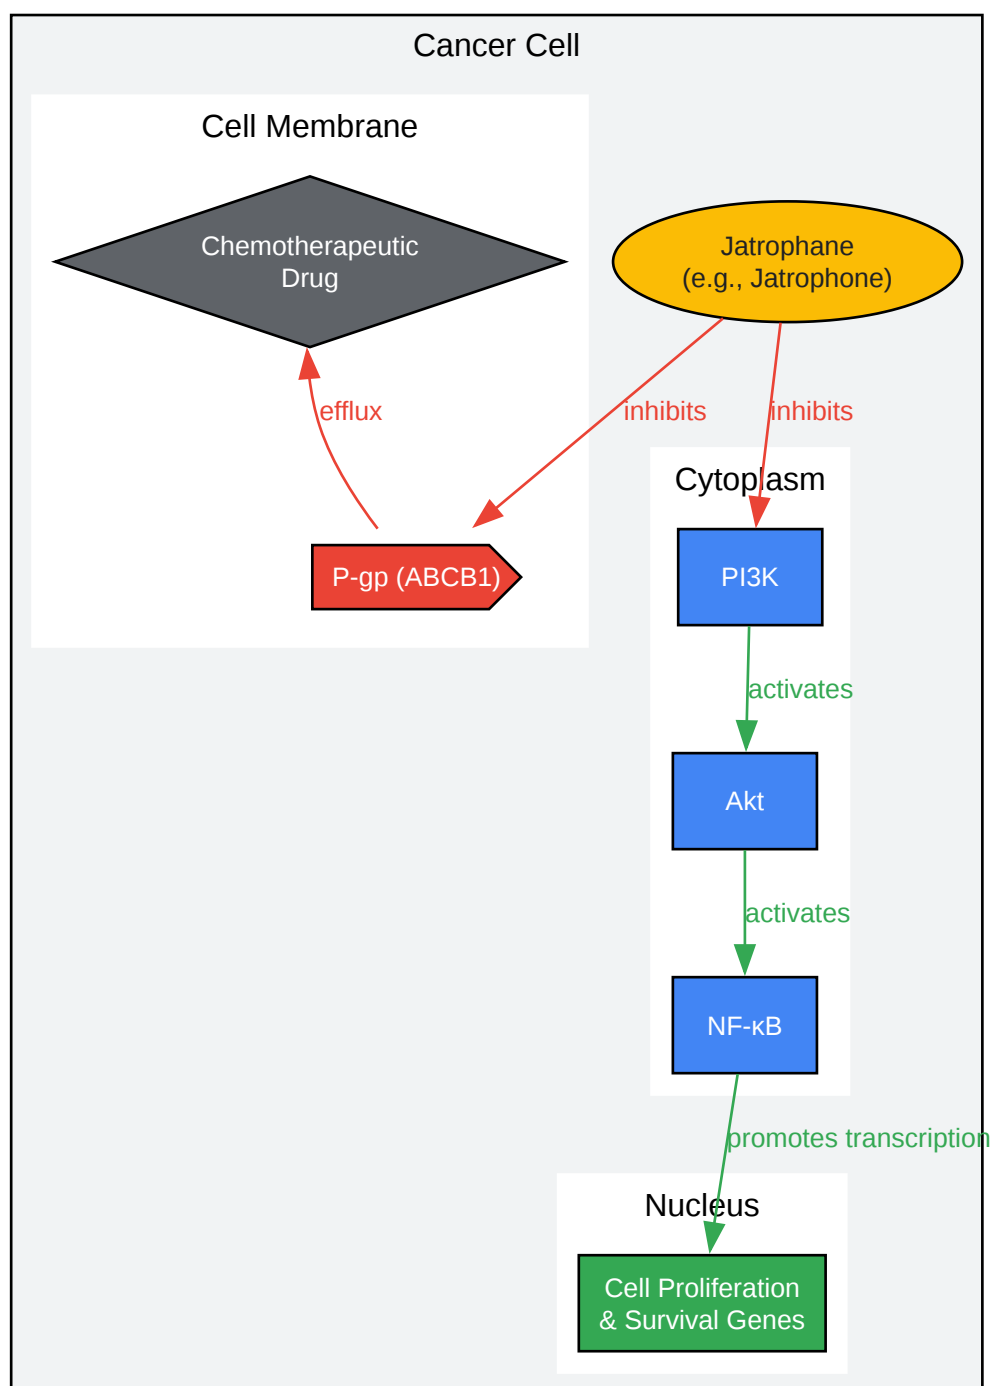 Cancer Cell
Cell Membrane
Chemotherapeutic
Drug
Jatrophane
(e.g., Jatrophone)
efflux
inhibits
inhibits
Cytoplasm
P-gp (ABCB1)
PI3K
activates
Akt
activates
NF-κB
promotes transcription
Nucleus
Cell Proliferation
& Survival Genes